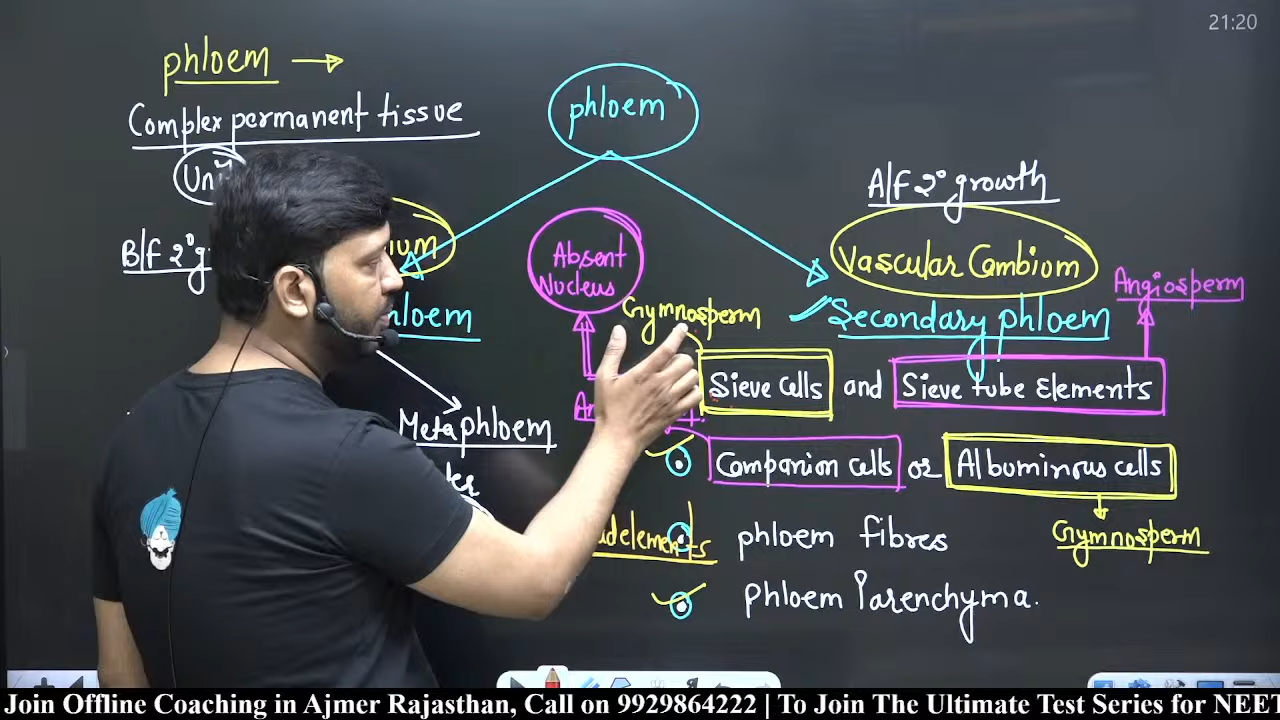 21:20
phloem →
Complex permanent tissue
phloem
A/F 2° growth
B/F 2°
Absent
Nucleus
Vascular Cambium
Angiosperm
Gymnosperm
Secondary phloem
Sieve cells and Sieve tube Elements
Metaphloem
Companion cells or Albuminous cells
phloem fibres
Gymnosperm
phloem Parenchyma.
Join Offline Coaching in Ajmer Rajasthan, Call on 9929864222 | To Join The Ultimate Test Series for NEET